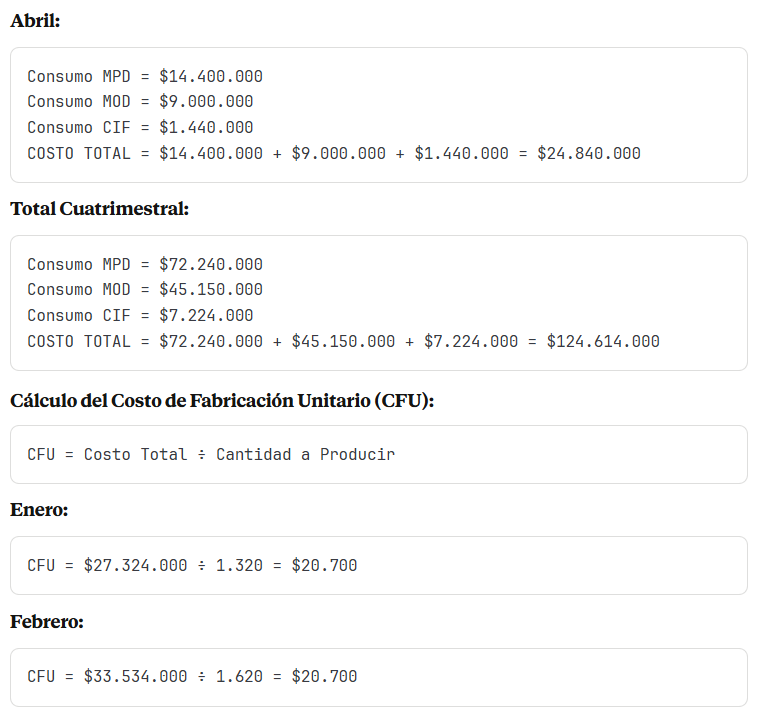 Abril:
Consumo MPD = $14.400.000
Consumo MOD = $9.000.000
Consumo CIF = $1.440.000
COSTO TOTAL = $14.400.000 + $9.000.000 + $1.440.000 = $24.840.000
Total Cuatrimestral:
Consumo MPD = $72.240.000
Consumo MOD = $45.150.000
Consumo CIF = $7.224.000
COSTO TOTAL = $72.240.000 + $45.150.000 + $7.224.000 = $124.614.000
Cálculo del Costo de Fabricación Unitario (CFU):
CFU = Costo Total ÷ Cantidad a Producir
Enero:
CFU = $27.324.000 ÷ 1.320 = $20.700
Febrero:
CFU = $33.534.000 ÷ 1.620 = $20.700